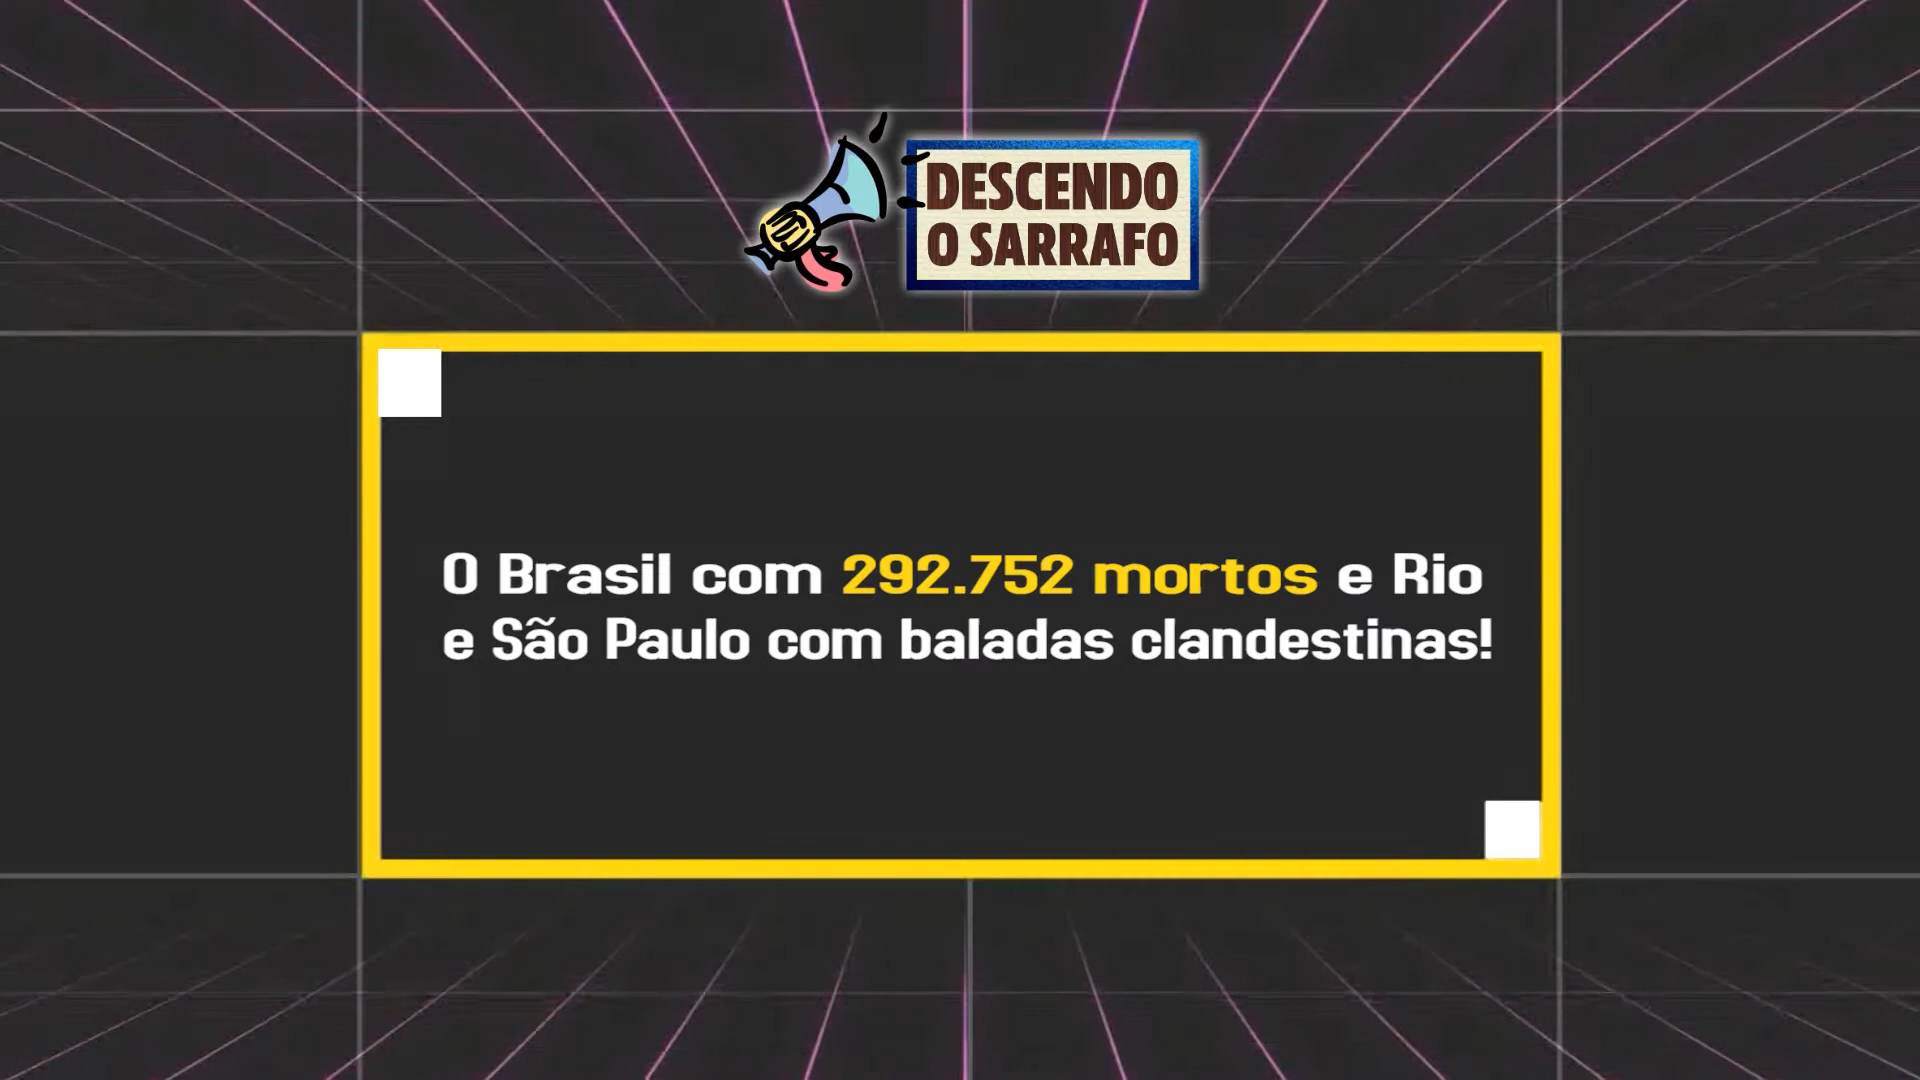 DESCENDO
O SARRAFO
O Brasil com 292.752 mortos e Rio
e São Paulo com baladas clandestinas!